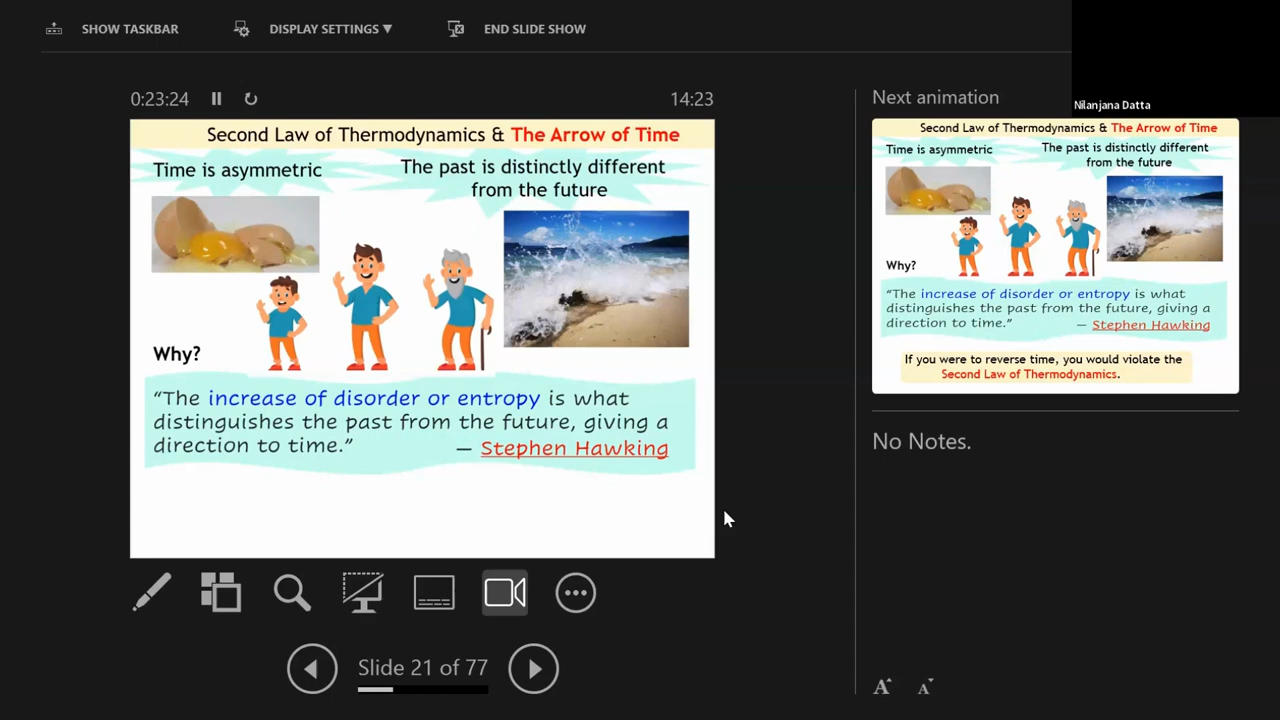 SHOW TASKBAR
DISPLAY SETTINGS ▼
END SLIDE SHOW
0:23:24
14:23
Second Law of Thermodynamics & The Arrow of Time
Time is asymmetric
The past is distinctly different
from the future
Why?
“The increase of disorder or entropy is what
distinguishes the past from the future, giving a
direction to time.”
— Stephen Hawking
Slide 21 of 77
Next animation
Nilanjana Datta
Second Law of Thermodynamics & The Arrow of Time
Time is asymmetric
The past is distinctly different
from the future
Why?
“The increase of disorder or entropy is what
distinguishes the past from the future, giving a
direction to time.”
— Stephen Hawking
If you were to reverse time, you would violate the
Second Law of Thermodynamics.
No Notes.
A A